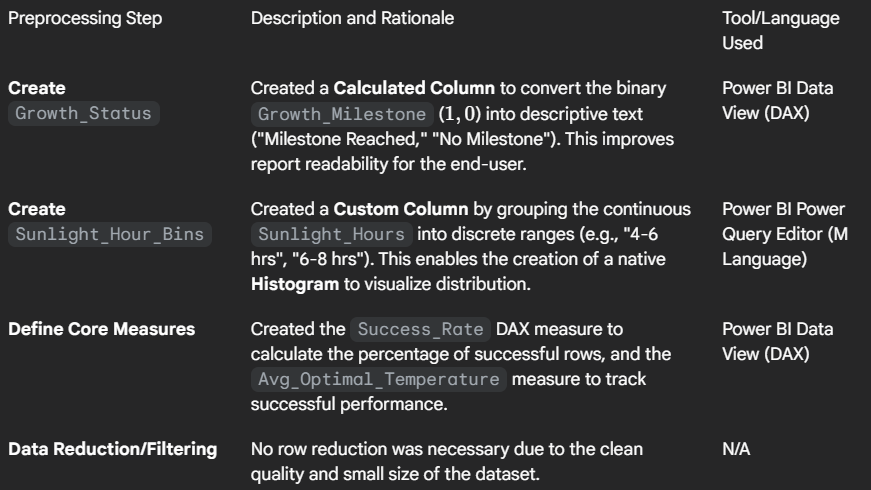 Preprocessing Step Description and Rationale Tool/Language
Used
Create Created a Calculated Column to convert the binary Power BI Data
Growth_Status Growth_Milestone (1, 0) into descriptive text View (DAX)
("Milestone Reached," "No Milestone"). This improves
report readability for the end-user.
Create Created a Custom Column by grouping the continuous Power BI Power
Sunlight_Hour_Bins Sunlight_Hours into discrete ranges (e.g., "4-6 Query Editor (M
hrs", "6-8 hrs"). This enables the creation of a native Language)
Histogram to visualize distribution.
Define Core Measures Created the Success_Rate DAX measure to Power BI Data
calculate the percentage of successful rows, and the View (DAX)
Avg_Optimal_Temperature measure to track
successful performance.
Data Reduction/Filtering No row reduction was necessary due to the clean N/A
quality and small size of the dataset.